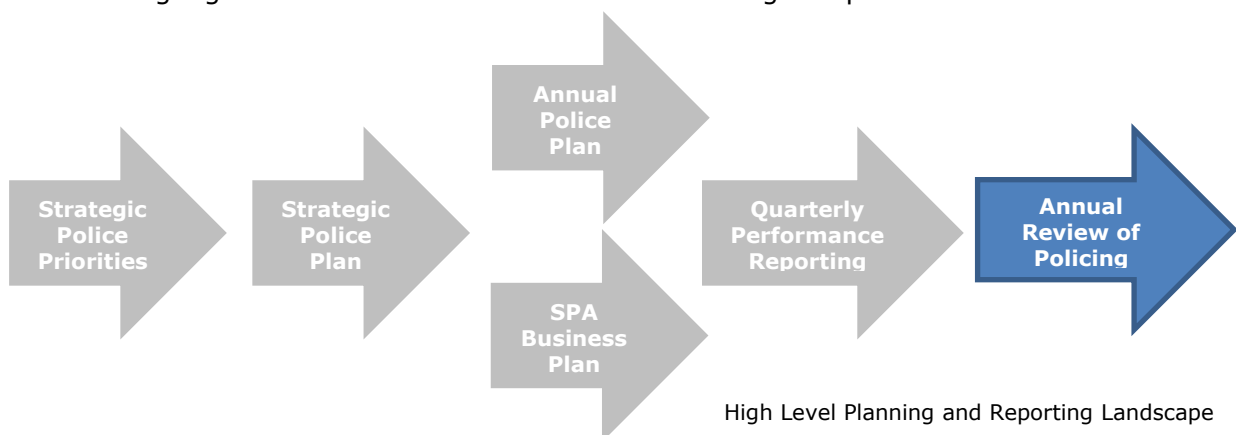 Strategic
Police
Priorities
Strategic
Police
Plan
Annual
Police
Plan
SPA
Business
Plan
Quarterly
Performance
Reporting
Annual
Review of
Policing
High Level Planning and Reporting Landscape